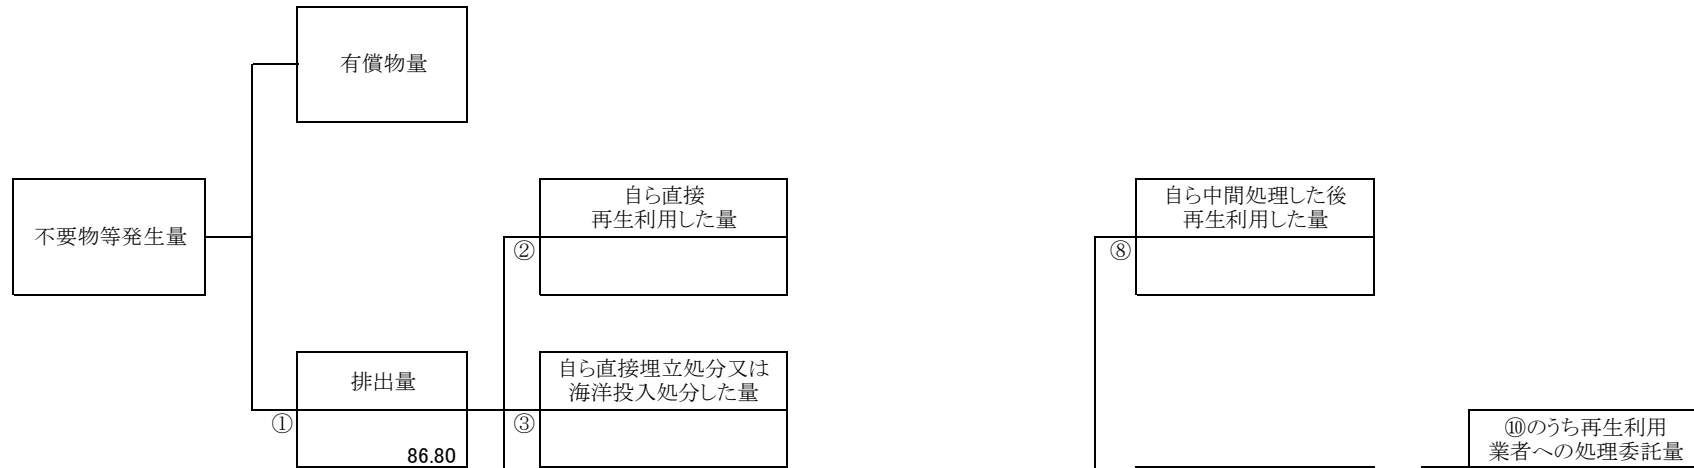 有償物量
不要物等発生量
自ら直接
再生利用した量
②
自ら中間処理した後
再生利用した量
⑧
排出量
①
86.80
自ら直接埋立処分又は
海洋投入処分した量
③
⑩のうち再生利用
業者への処理委託量